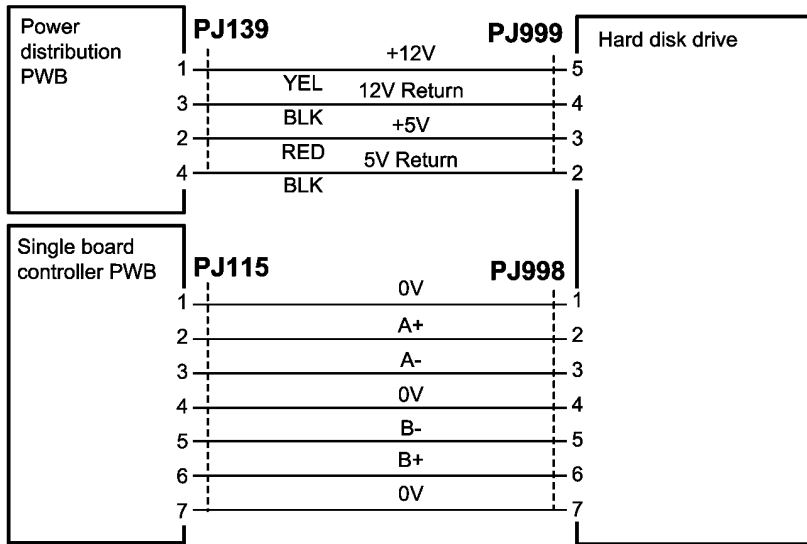 Power
distribution
PWB
PJ139
PJ999
Hard disk drive
1 +12V 5
YEL
3 12V Return 4
BLK
2 +5V 3
RED
4 5V Return 2
BLK
Single board
controller PWB
PJ115
PJ998
1 0V 1
2 A+ 2
3 A- 3
4 0V 4
5 B- 5
6 B+ 6
7 0V 7